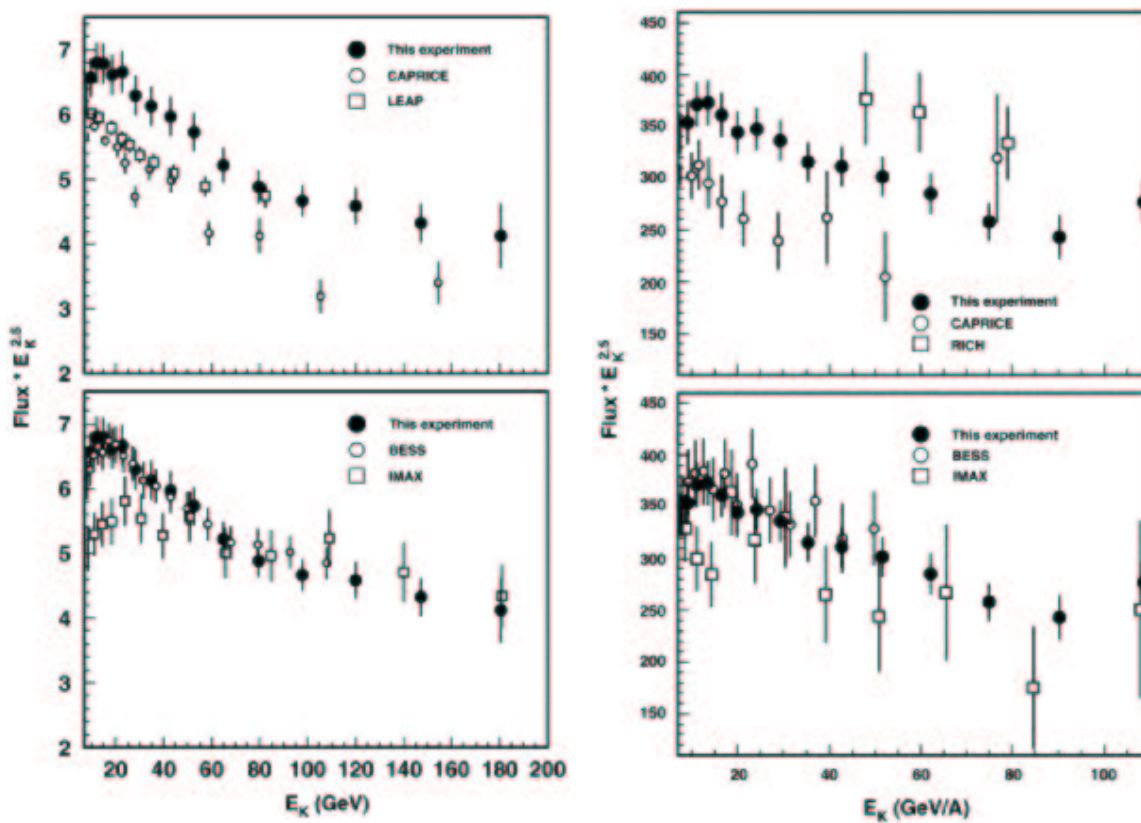 7
6
5
4
3
2
This experiment
CAPRICE
LEAP
Flux * E_K^2.5
7
6
5
4
3
2
This experiment
BESS
IMAX
20 40 60 80 100 120 140 160 180 200
E_K (GeV)
450
400
350
300
250
200
150
This experiment
CAPRICE
RICH
Flux * E_K^2.5
450
400
350
300
250
200
150
This experiment
BESS
IMAX
20 40 60 80 100
E_K (GeV/A)